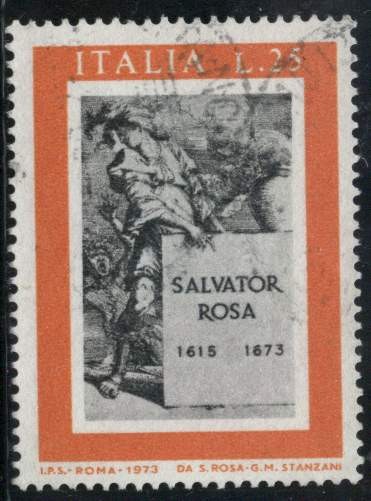 ITALIA L.25
SALVATOR
ROSA
1615 1673
I.P.S.-ROMA-1973 DA S.ROSA-G.M. STANZANI